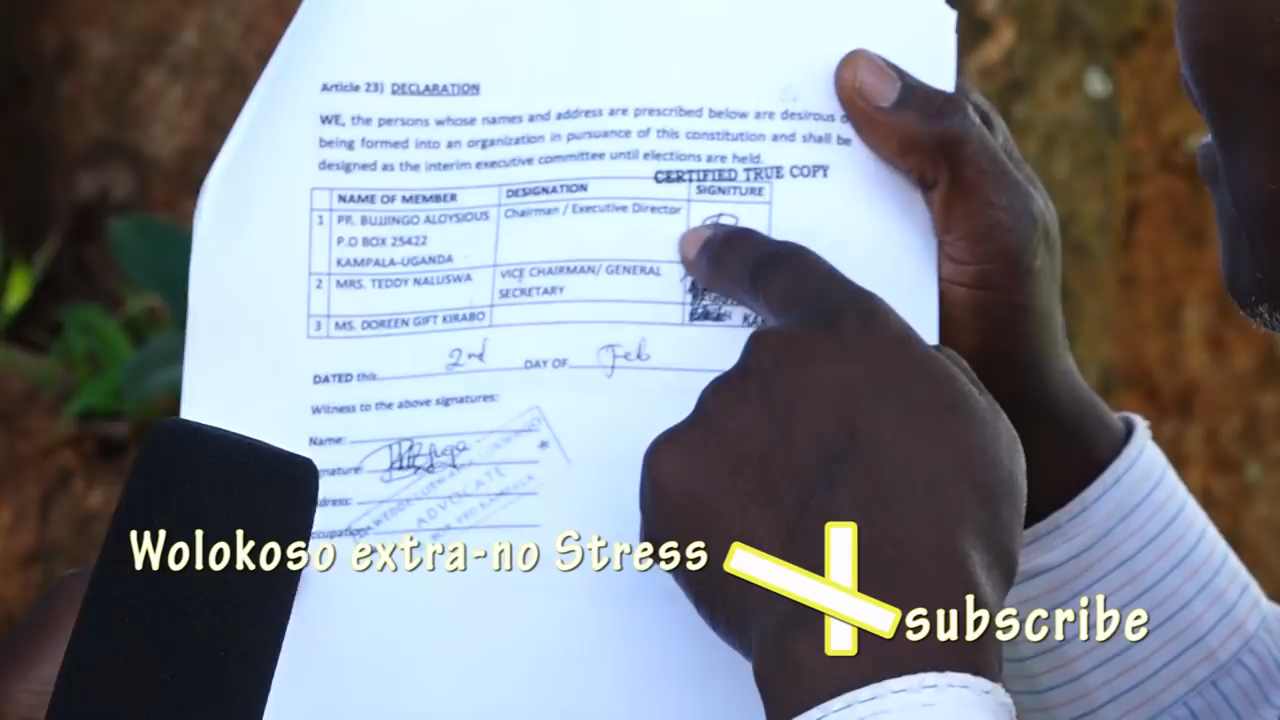 Article 23) DECLARATION
WE, the persons whose names and address are prescribed below are desirous
being formed into an organization in pursuance of this constitution and shall be
designed as the interim executive committee until elections are held.
CERTIFIED TRUE COPY
NAME OF MEMBER DESIGNATION SIGNITURE
1 PR. BUJJINGO ALOYSIOUS Chairman / Executive Director
P.O BOX 25422
KAMPALA-UGANDA
2 MRS. TEDDY NALUSWA VICE CHAIRMAN/ GENERAL
SECRETARY
3 MS. DOREEN GIFT KIRABO
DATED this 2nd DAY OF Feb
Witness to the above signatures:
Name:
gnature:
dress:
ccupation:
ADVOCATE
Wolokoso extra-no Stress
subscribe